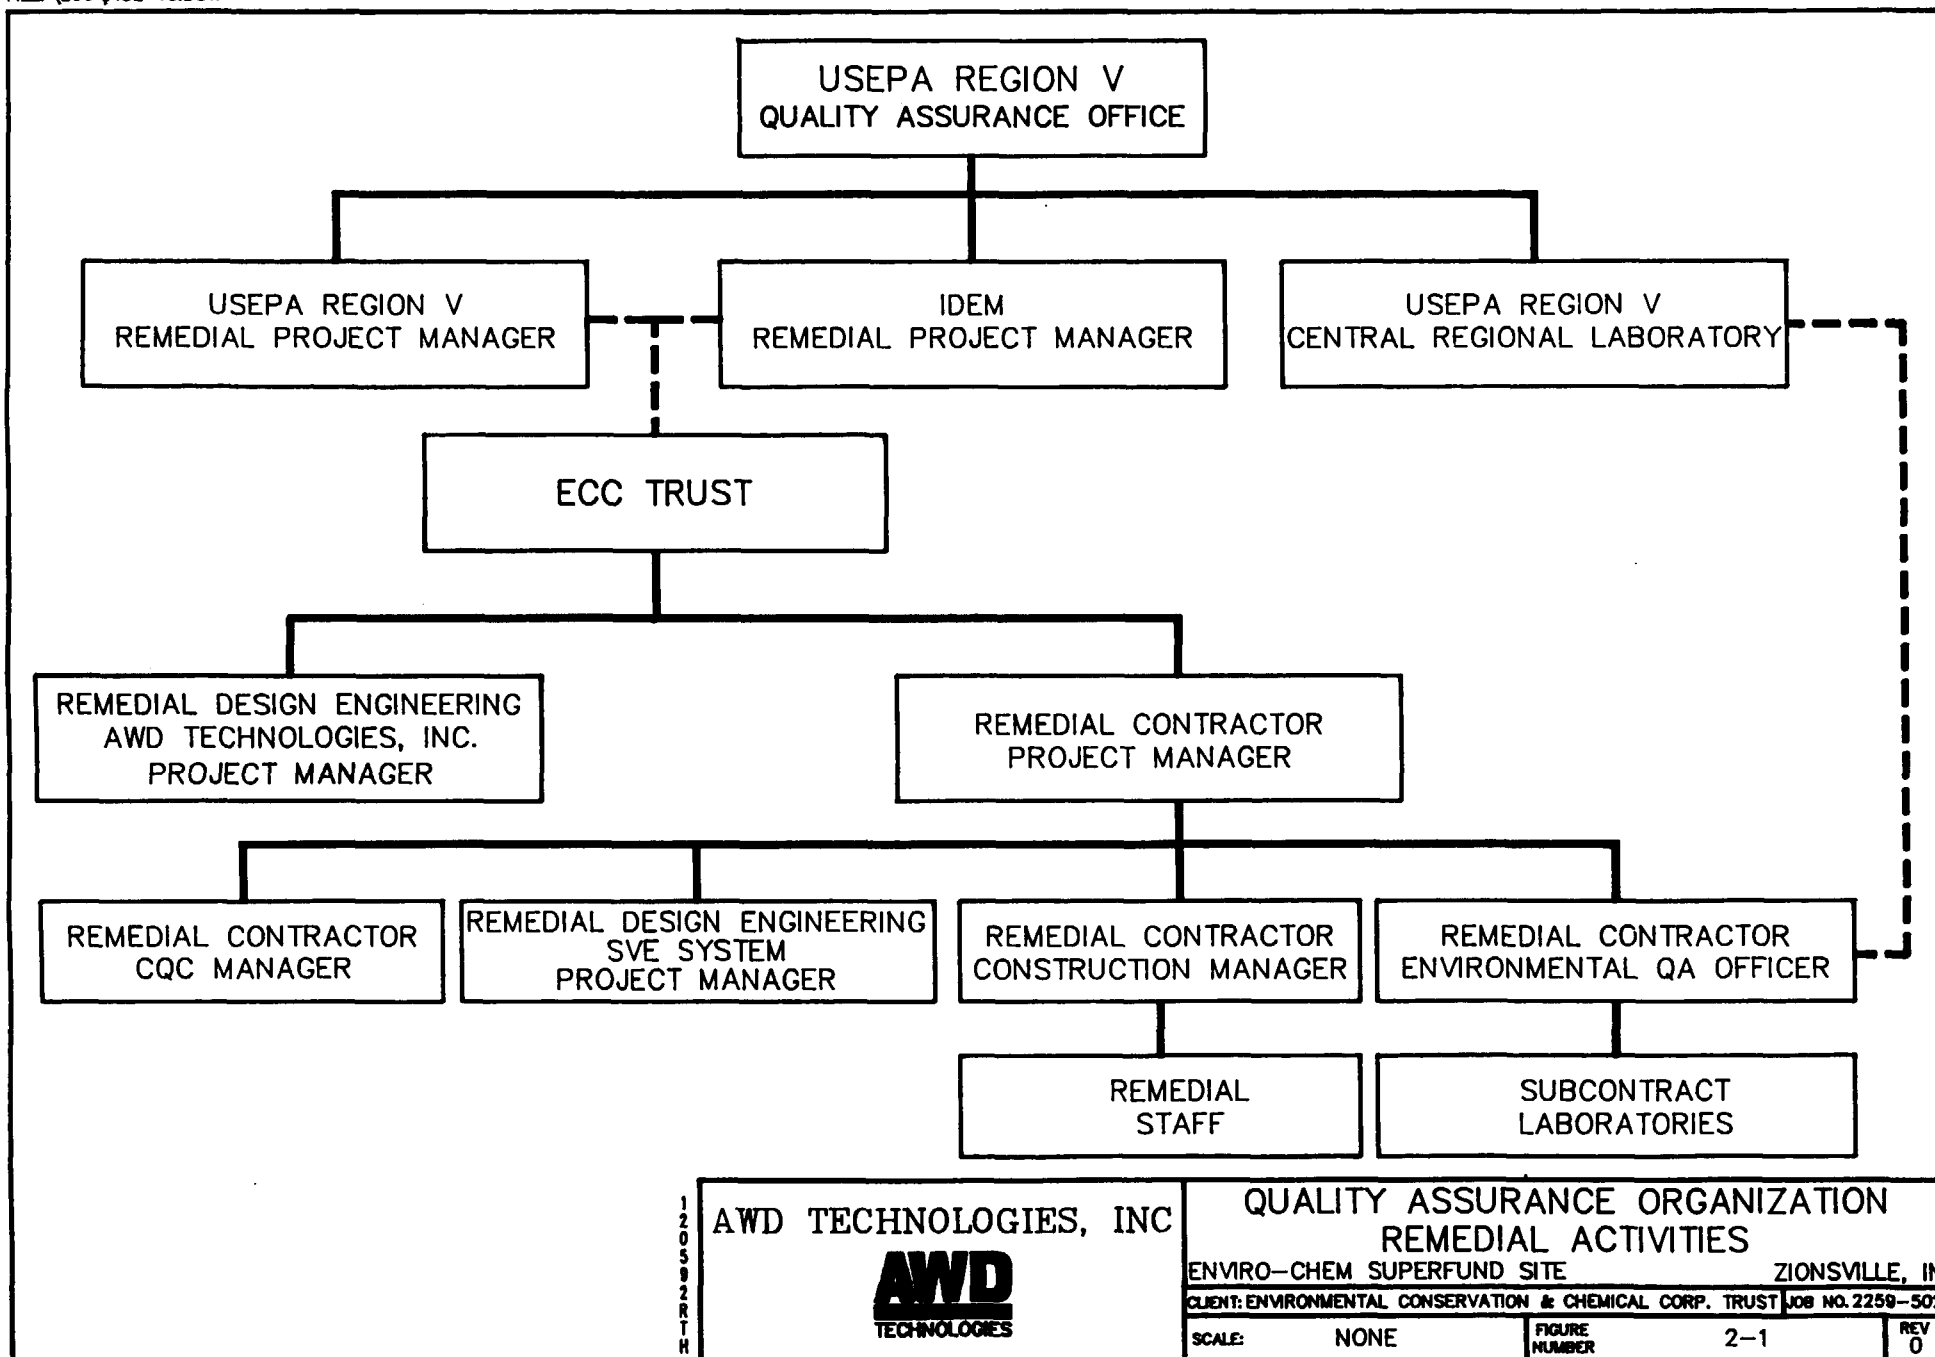 USEPA REGION V
QUALITY ASSURANCE OFFICE
USEPA REGION V
REMEDIAL PROJECT MANAGER
IDEM
REMEDIAL PROJECT MANAGER
USEPA REGION V
CENTRAL REGIONAL LABORATORY
ECC TRUST
REMEDIAL DESIGN ENGINEERING
AWD TECHNOLOGIES, INC.
PROJECT MANAGER
REMEDIAL CONTRACTOR
PROJECT MANAGER
REMEDIAL CONTRACTOR
CQC MANAGER
REMEDIAL DESIGN ENGINEERING
SVE SYSTEM
PROJECT MANAGER
REMEDIAL CONTRACTOR
CONSTRUCTION MANAGER
REMEDIAL CONTRACTOR
ENVIRONMENTAL QA OFFICER
REMEDIAL
STAFF
SUBCONTRACT
LABORATORIES
120592RTH
AWD TECHNOLOGIES, INC
AWD
TECHNOLOGIES
QUALITY ASSURANCE ORGANIZATION
REMEDIAL ACTIVITIES
ENVIRO-CHEM SUPERFUND SITE ZIONSVILLE,
CLIENT: ENVIRONMENTAL CONSERVATION & CHEMICAL CORP. TRUST JOB NO.
SCALE: NONE FIGURE NUMBER 2-1 REV 0